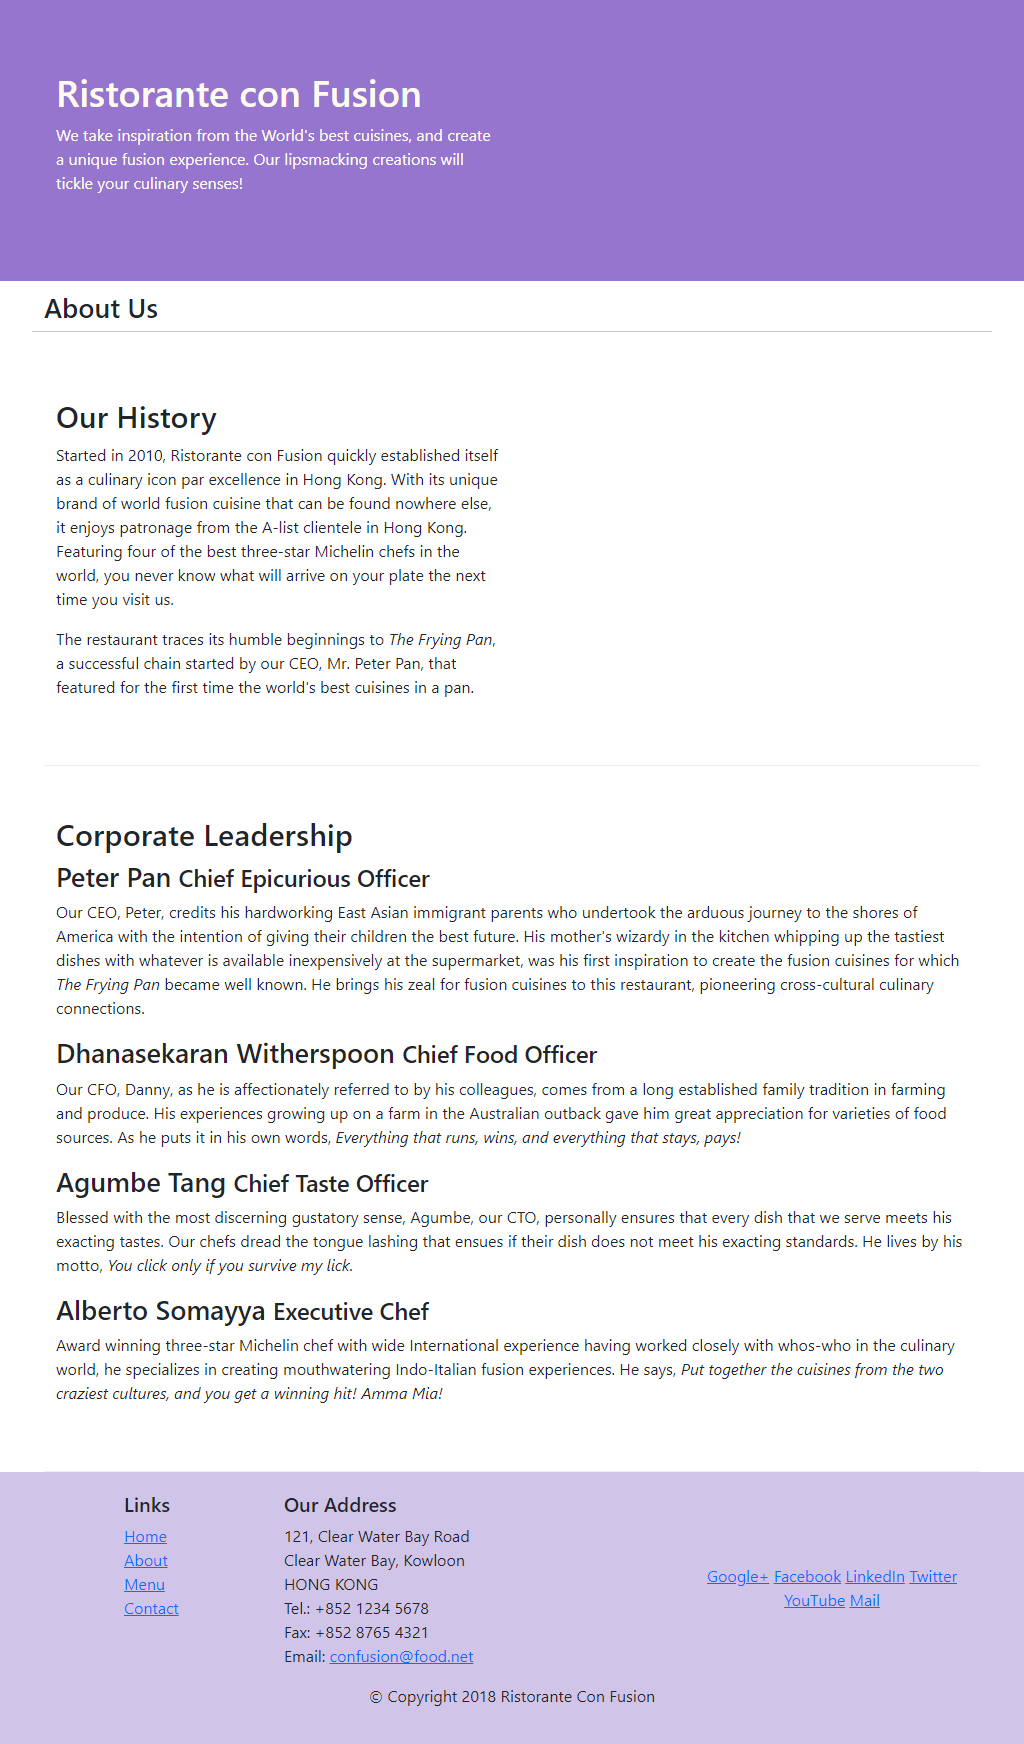 Ristorante con Fusion
We take inspiration from the World's best cuisines, and create
a unique fusion experience. Our lipsmacking creations will
tickle your culinary senses!
About Us
Our History
Started in 2010, Ristorante con Fusion quickly established itself
as a culinary icon par excellence in Hong Kong. With its unique
brand of world fusion cuisine that can be found nowhere else,
it enjoys patronage from the A-list clientele in Hong Kong.
Featuring four of the best three-star Michelin chefs in the
world, you never know what will arrive on your plate the next
time you visit us.
The restaurant traces its humble beginnings to The Frying Pan,
a successful chain started by our CEO, Mr. Peter Pan, that
featured for the first time the world's best cuisines in a pan.
Corporate Leadership
Peter Pan Chief Epicurious Officer
Our CEO, Peter, credits his hardworking East Asian immigrant parents who undertook the arduous journey to the shores of
America with the intention of giving their children the best future. His mother's wizardy in the kitchen whipping up the tastiest
dishes with whatever is available inexpensively at the supermarket, was his first inspiration to create the fusion cuisines for which
The Frying Pan became well known. He brings his zeal for fusion cuisines to this restaurant, pioneering cross-cultural culinary
connections.
Dhanasekaran Witherspoon Chief Food Officer
Our CFO, Danny, as he is affectionately referred to by his colleagues, comes from a long established family tradition in farming
and produce. His experiences growing up on a farm in the Australian outback gave him great appreciation for varieties of food
sources. As he puts it in his own words, Everything that runs, wins, and everything that stays, pays!
Agumbe Tang Chief Taste Officer
Blessed with the most discerning gustatory sense, Agumbe, our CTO, personally ensures that every dish that we serve meets his
exacting tastes. Our chefs dread the tongue lashing that ensues if their dish does not meet his exacting standards. He lives by his
motto, You click only if you survive my lick.
Alberto Somayya Executive Chef
Award winning three-star Michelin chef with wide International experience having worked closely with whos-who in the culinary
world, he specializes in creating mouthwatering Indo-Italian fusion experiences. He says, Put together the cuisines from the two
craziest cultures, and you get a winning hit! Amma Mia!
Links
Home
About
Menu
Contact
Our Address
121, Clear Water Bay Road
Clear Water Bay, Kowloon
HONG KONG
Tel.: +852 1234 5678
Fax: +852 8765 4321
Email: confusion@food.net
Google+ Facebook LinkedIn Twitter
YouTube Mail
© Copyright 2018 Ristorante Con Fusion